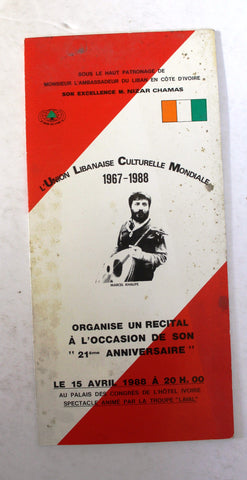 SOUS LE HAUT PATRONAGE DE
MONSIEUR L'AMBASSADEUR DU LIBAN EN CÔTE D'IVOIRE
SON EXCELLENCE M. NIZAR CHAMAS
L'UNION LIBANAISE CULTURELLE MONDIALE
1967-1988
MARCEL KHALIFE
ORGANISE UN RECITAL
À L'OCCASION DE SON
" 21ème ANNIVERSAIRE "
LE 15 AVRIL 1988 À 20 H. 00
AU PALAIS DES CONGRES DE L'HÔTEL IVOIRE
SPECTACLE ANIMÉ PAR LA TROUPE "LAVAL"